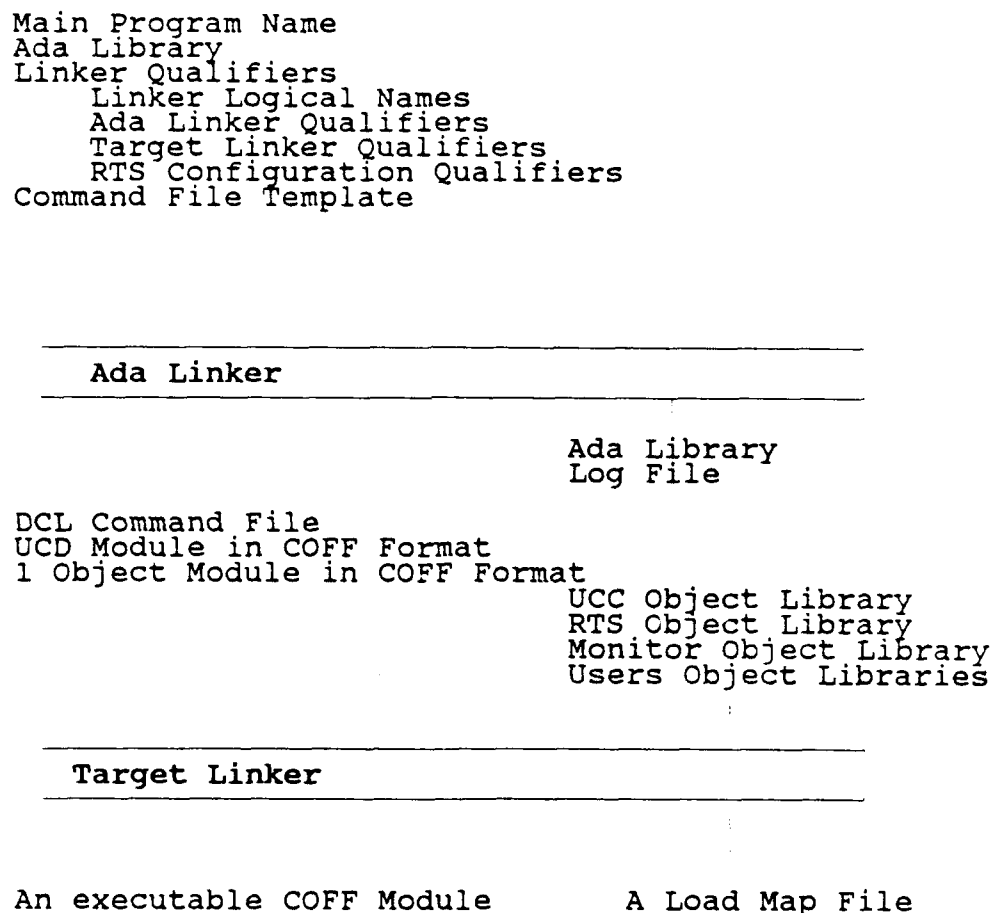 Main Program Name
Ada Library
Linker Qualifiers
Linker Logical Names
Ada Linker Qualifiers
Target Linker Qualifiers
RTS Configuration Qualifiers
Command File Template
Ada Linker
Ada Library
Log File
DCL Command File
UCD Module in COFF Format
1 Object Module in COFF Format
UCC Object Library
RTS Object Library
Monitor Object Library
Users Object Libraries
Target Linker
An executable COFF Module A Load Map File